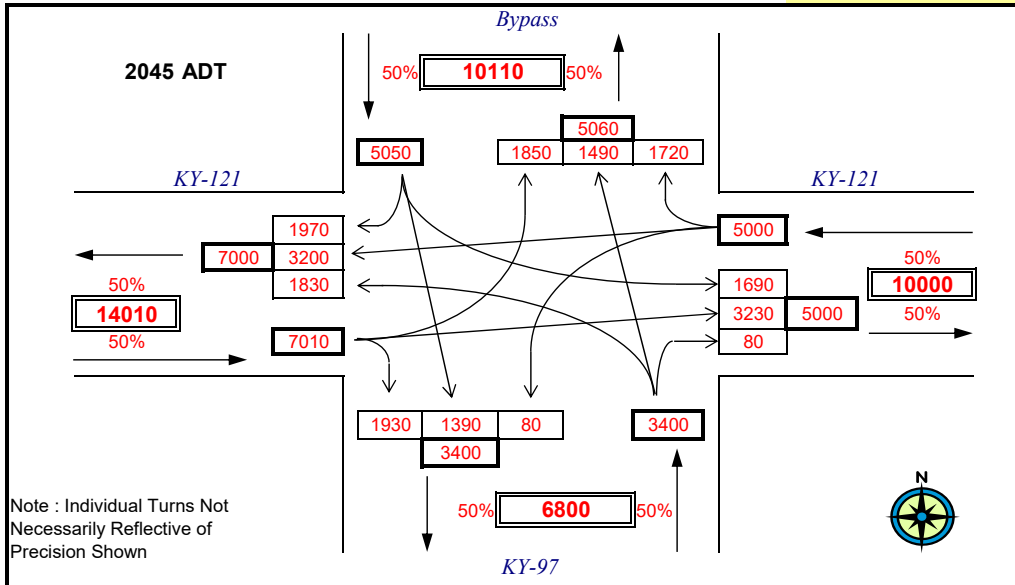 Bypass
2045 ADT
50% 10110 50%
5060
5050
1850 1490 1720
KY-121
KY-121
1970
5000
7000 3200
50%
1830
1690
10000
50%
3230 5000
50%
14010
80
50%
7010
1930 1390 80
3400
3400
N
Note : Individual Turns Not
Necessarily Reflective of
Precision Shown
50% 6800 50%
KY-97